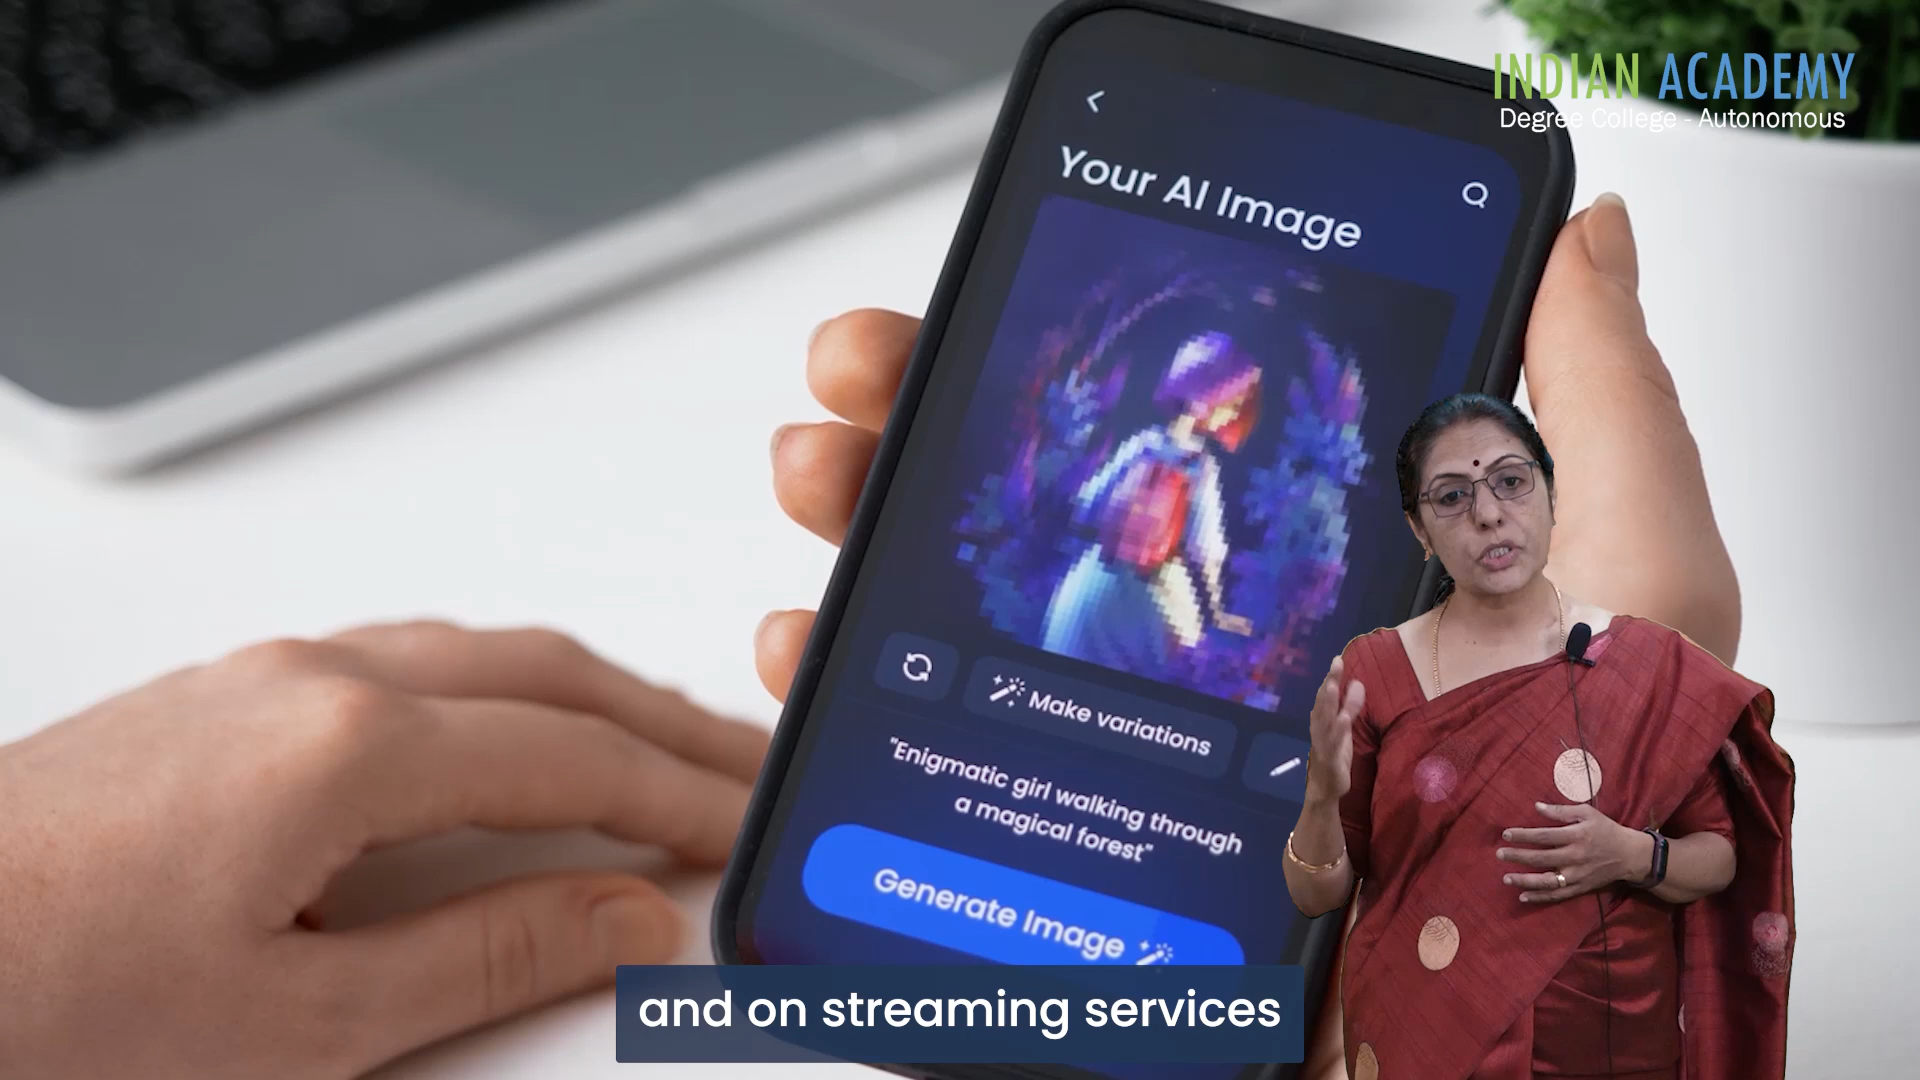 INDIAN ACADEMY
Degree College - Autonomous
Your AI Image
Make variations
"Enigmatic girl walking through
a magical forest"
Generate Image
and on streaming services